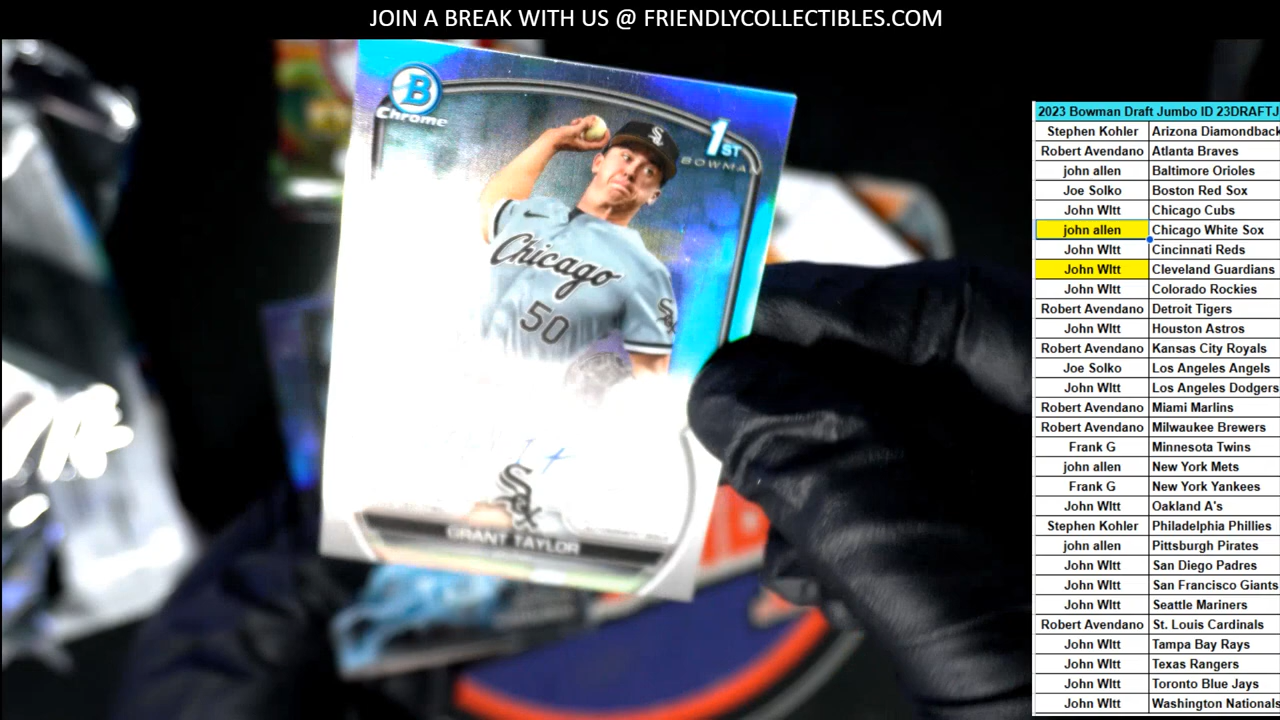 JOIN A BREAK WITH US @ FRIENDLYCOLLECTIBLES.COM
B
Chrome
1ST
BOWMAN
Sox
Chicago
50
Sox
Sox
GRANT TAYLOR
2023 Bowman Draft Jumbo ID 23DRAFTJ
Stephen Kohler Arizona Diamondback
Robert Avendano Atlanta Braves
john allen Baltimore Orioles
Joe Solko Boston Red Sox
John WItt Chicago Cubs
john allen Chicago White Sox
John WItt Cincinnati Reds
John WItt Cleveland Guardians
John WItt Colorado Rockies
Robert Avendano Detroit Tigers
John WItt Houston Astros
Robert Avendano Kansas City Royals
Joe Solko Los Angeles Angels
John WItt Los Angeles Dodgers
Robert Avendano Miami Marlins
Robert Avendano Milwaukee Brewers
Frank G Minnesota Twins
john allen New York Mets
Frank G New York Yankees
John WItt Oakland A's
Stephen Kohler Philadelphia Phillies
john allen Pittsburgh Pirates
John WItt San Diego Padres
John WItt San Francisco Giants
John WItt Seattle Mariners
Robert Avendano St. Louis Cardinals
John WItt Tampa Bay Rays
John WItt Texas Rangers
John WItt Toronto Blue Jays
John WItt Washington Nationals